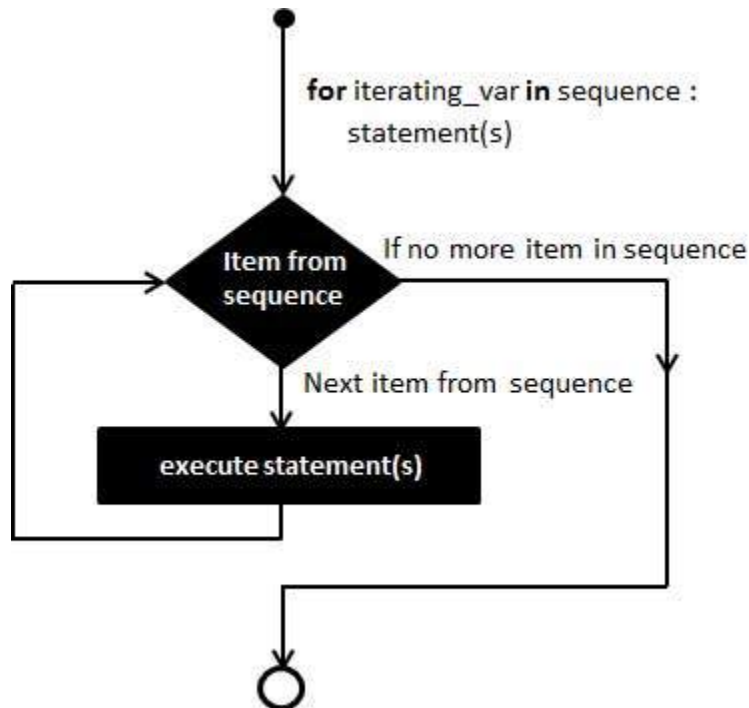 for iterating_var in sequence :
statement(s)
If no more item in sequence
Item from
sequence
Next item from sequence
execute statement(s)